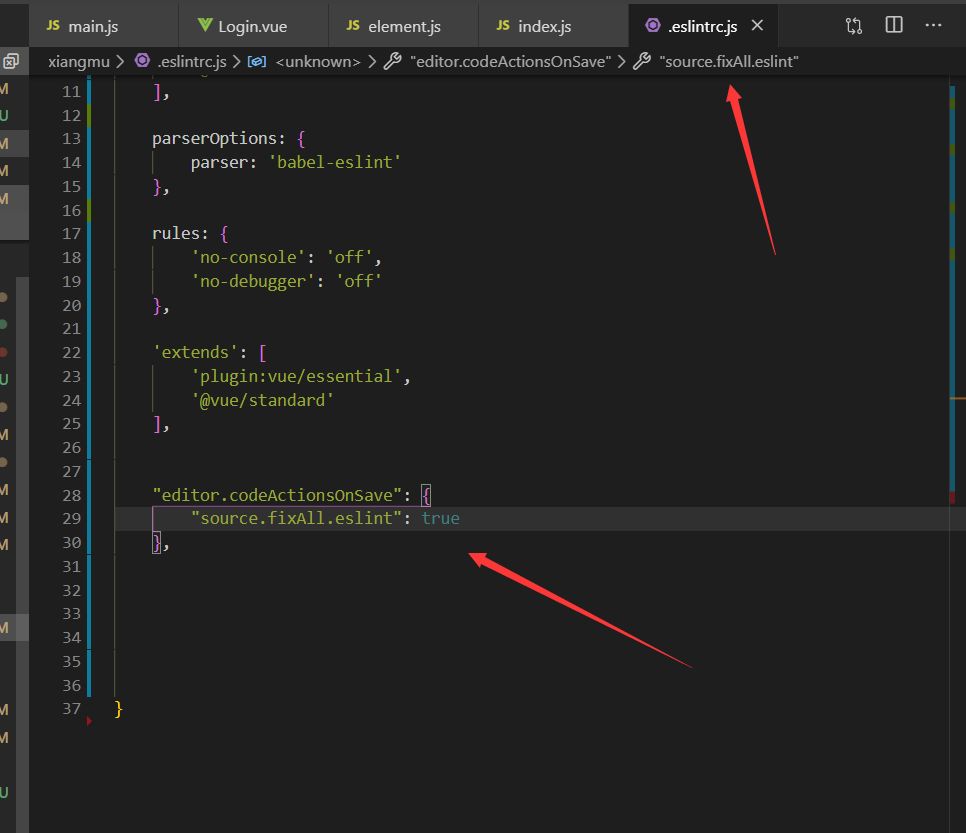 JS main.js Login.vue JS element.js JS index.js .eslintrc.js
xiangmu > .eslintrc.js > <unknown> > "editor.codeActionsOnSave" > "source.fixAll.eslint"
11 ],
12
13 parserOptions: {
14 parser: 'babel-eslint'
15 },
16
17 rules: {
18 'no-console': 'off',
19 'no-debugger': 'off'
20 },
21
22 'extends': [
23 'plugin:vue/essential',
24 '@vue/standard'
25 ],
26
27
28 "editor.codeActionsOnSave": {
29 "source.fixAll.eslint": true
30 },
31
32
33
34
35
36
37 }
M
U
M
M
M
U
M
M
M
M
M
M
M
U